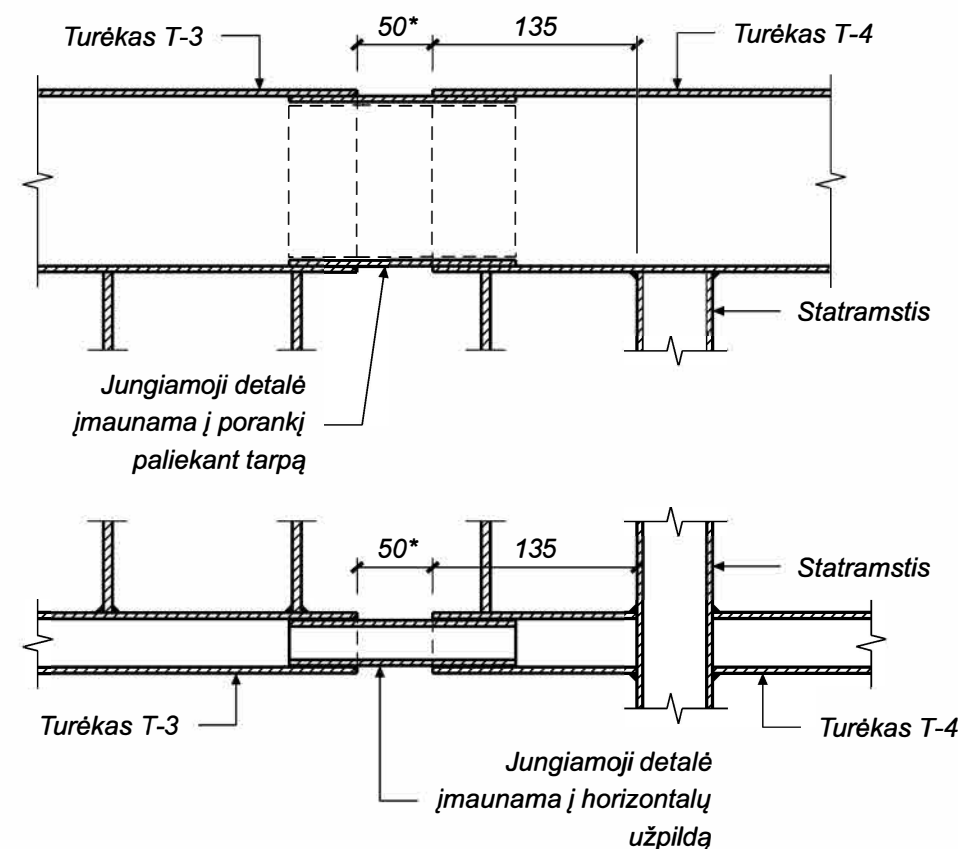 Turėkas T-3
50*
135
Turėkas T-4
Statramstis
Jungiamoji detalė
įmaunama į porankį
paliekant tarpą
50*
135
Statramstis
Turėkas T-3
Turėkas T-4
Jungiamoji detalė
įmaunama į horizontalų
užpildą